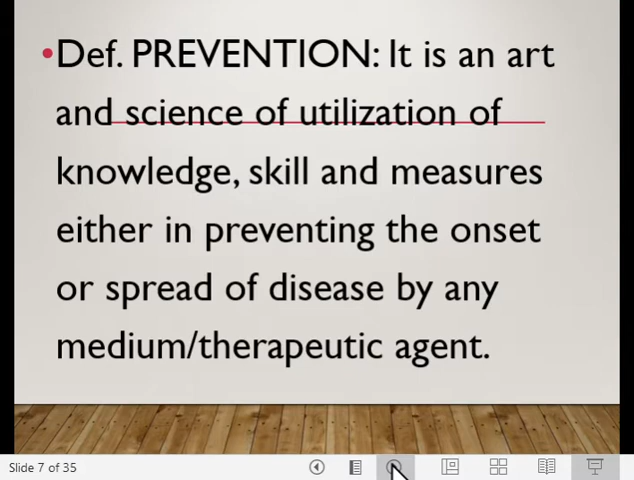 •Def. PREVENTION: It is an art
and science of utilization of
knowledge, skill and measures
either in preventing the onset
or spread of disease by any
medium/therapeutic agent.
Slide 7 of 35